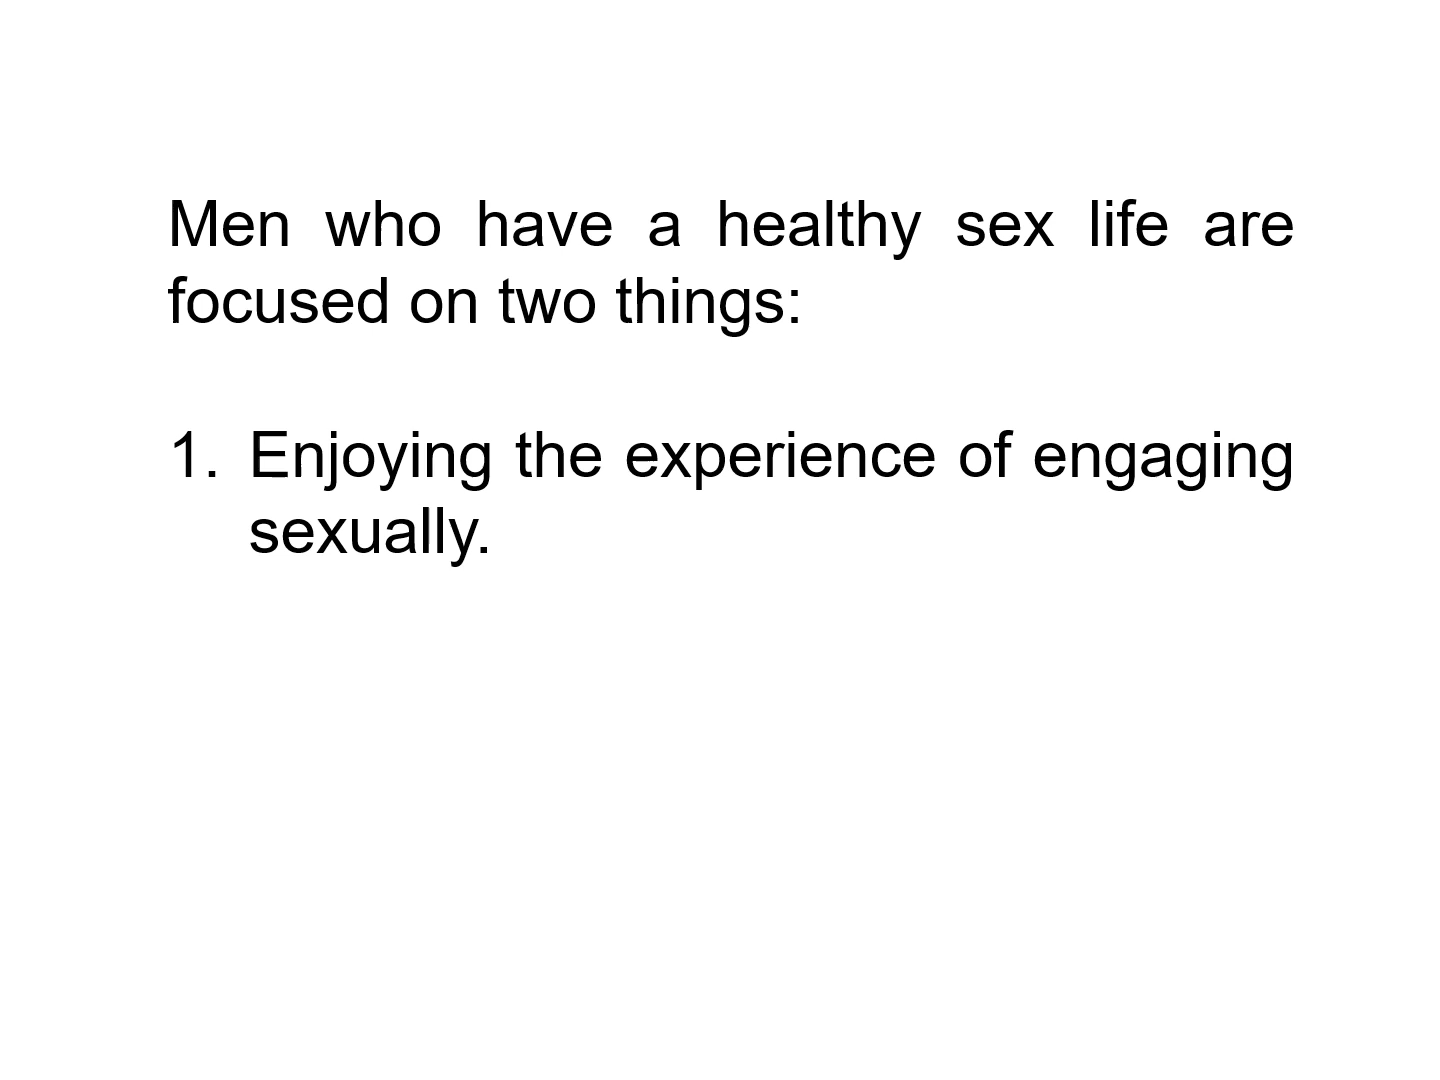 Men who have a healthy sex life are
focused on two things:
1. Enjoying the experience of engaging
sexually.